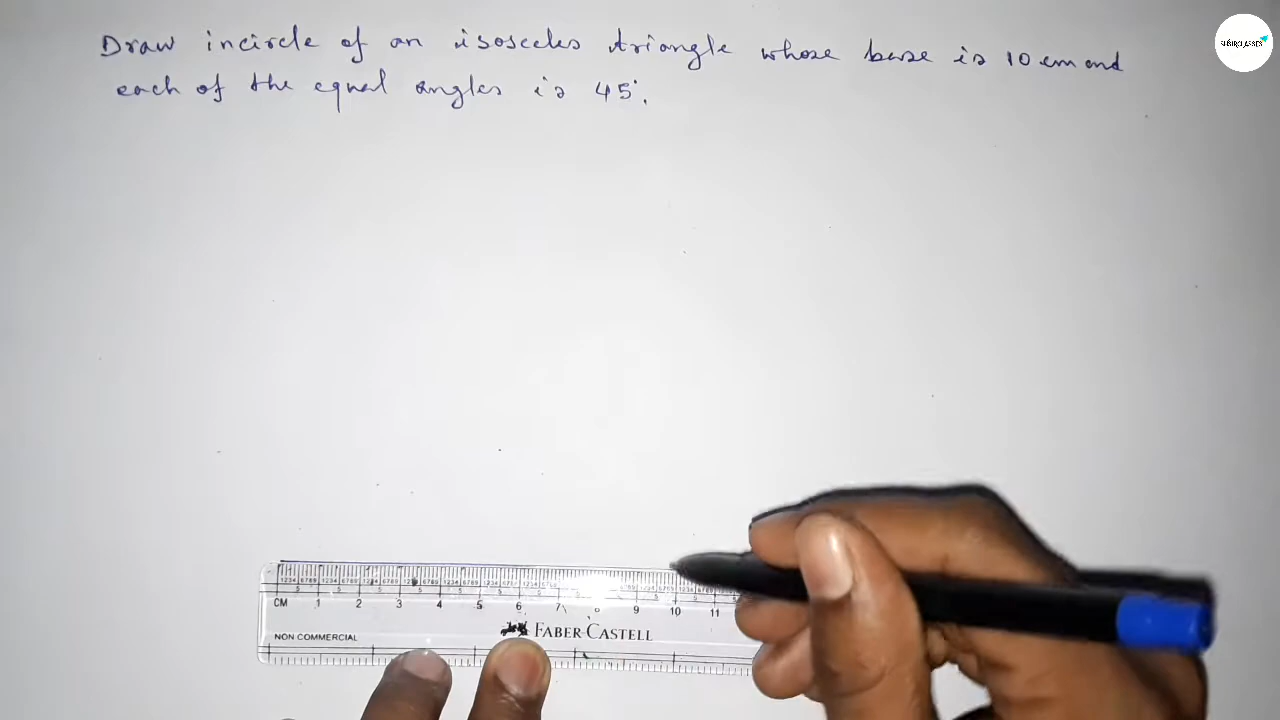 Draw incircle of an isosceles triangle whose base is 10 cm and
each of the equal angles is 45°.
CM 1 2 3 4 5 6 7 9 10 11
FABER CASTELL
NON COMMERCIAL